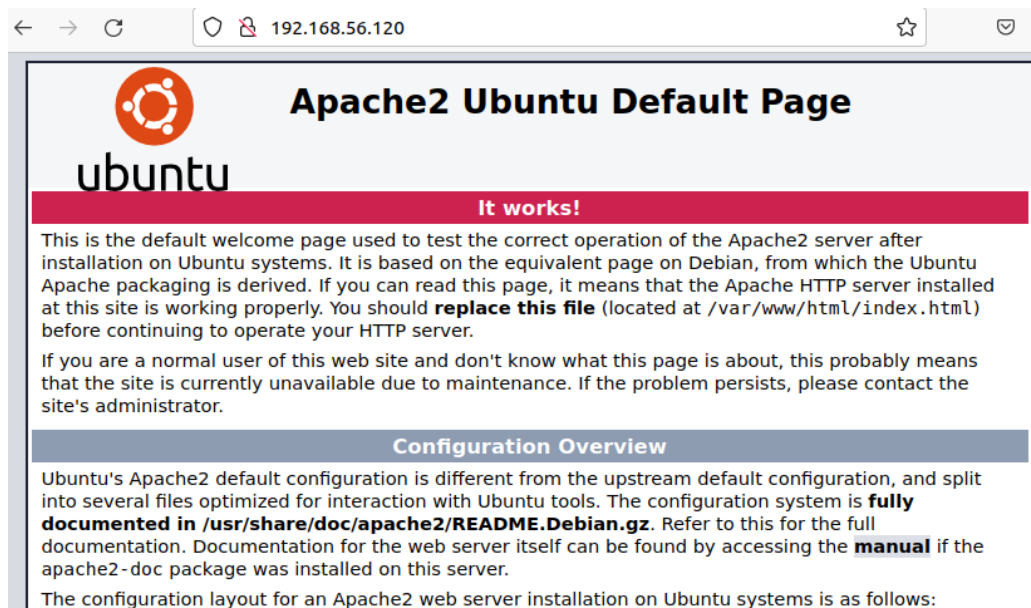 192.168.56.120
Apache2 Ubuntu Default Page
ubuntu
It works!
This is the default welcome page used to test the correct operation of the Apache2 server after
installation on Ubuntu systems. It is based on the equivalent page on Debian, from which the Ubuntu
Apache packaging is derived. If you can read this page, it means that the Apache HTTP server installed
at this site is working properly. You should replace this file (located at /var/www/html/index.html)
before continuing to operate your HTTP server.
If you are a normal user of this web site and don't know what this page is about, this probably means
that the site is currently unavailable due to maintenance. If the problem persists, please contact the
site's administrator.
Configuration Overview
Ubuntu's Apache2 default configuration is different from the upstream default configuration, and split
into several files optimized for interaction with Ubuntu tools. The configuration system is fully
documented in /usr/share/doc/apache2/README.Debian.gz. Refer to this for the full
documentation. Documentation for the web server itself can be found by accessing the manual if the
apache2-doc package was installed on this server.
The configuration layout for an Apache2 web server installation on Ubuntu systems is as follows: